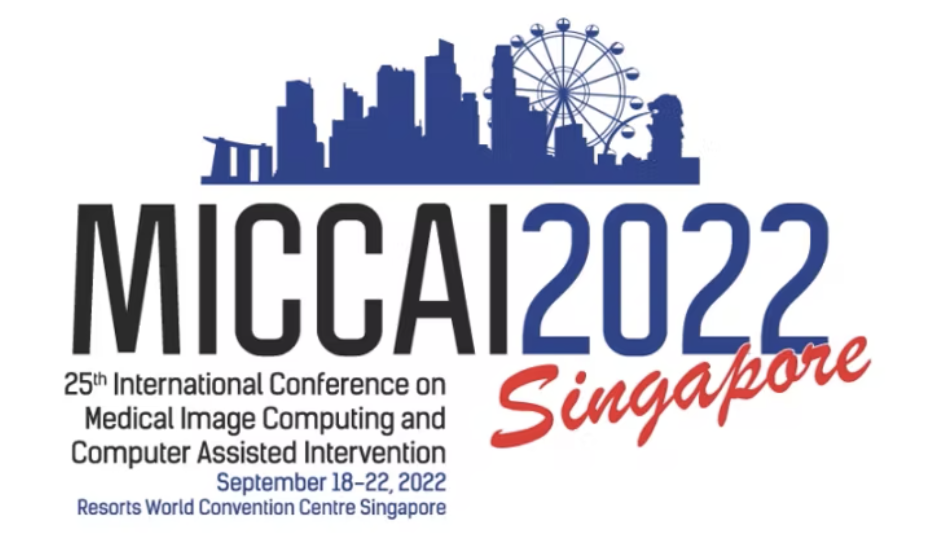 MICCAI2022
Singapore
25th International Conference on
Medical Image Computing and
Computer Assisted Intervention
September 18-22, 2022
Resorts World Convention Centre Singapore